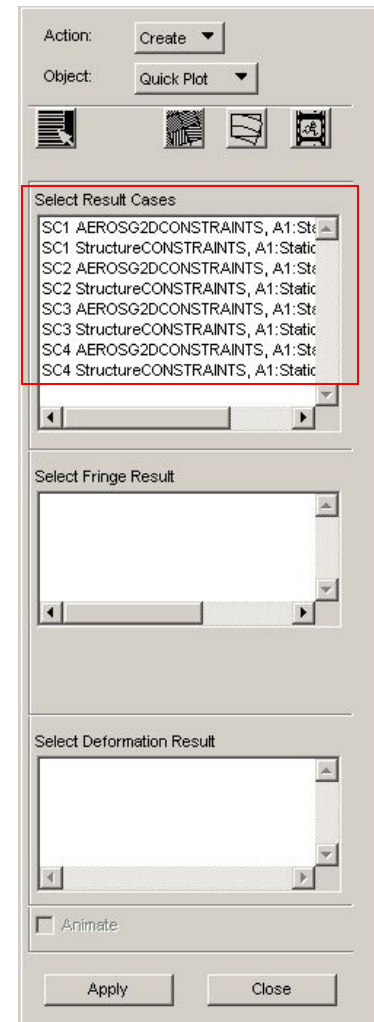 Action: Create
Object: Quick Plot
Select Result Cases
SC1 AEROSG2DCONSTRAINTS, A1:Sta
SC1 StructureCONSTRAINTS, A1:Static
SC2 AEROSG2DCONSTRAINTS, A1:Sta
SC2 StructureCONSTRAINTS, A1:Static
SC3 AEROSG2DCONSTRAINTS, A1:Sta
SC3 StructureCONSTRAINTS, A1:Static
SC4 AEROSG2DCONSTRAINTS, A1:Sta
SC4 StructureCONSTRAINTS, A1:Static
Select Fringe Result
Select Deformation Result
Animate
Apply Close